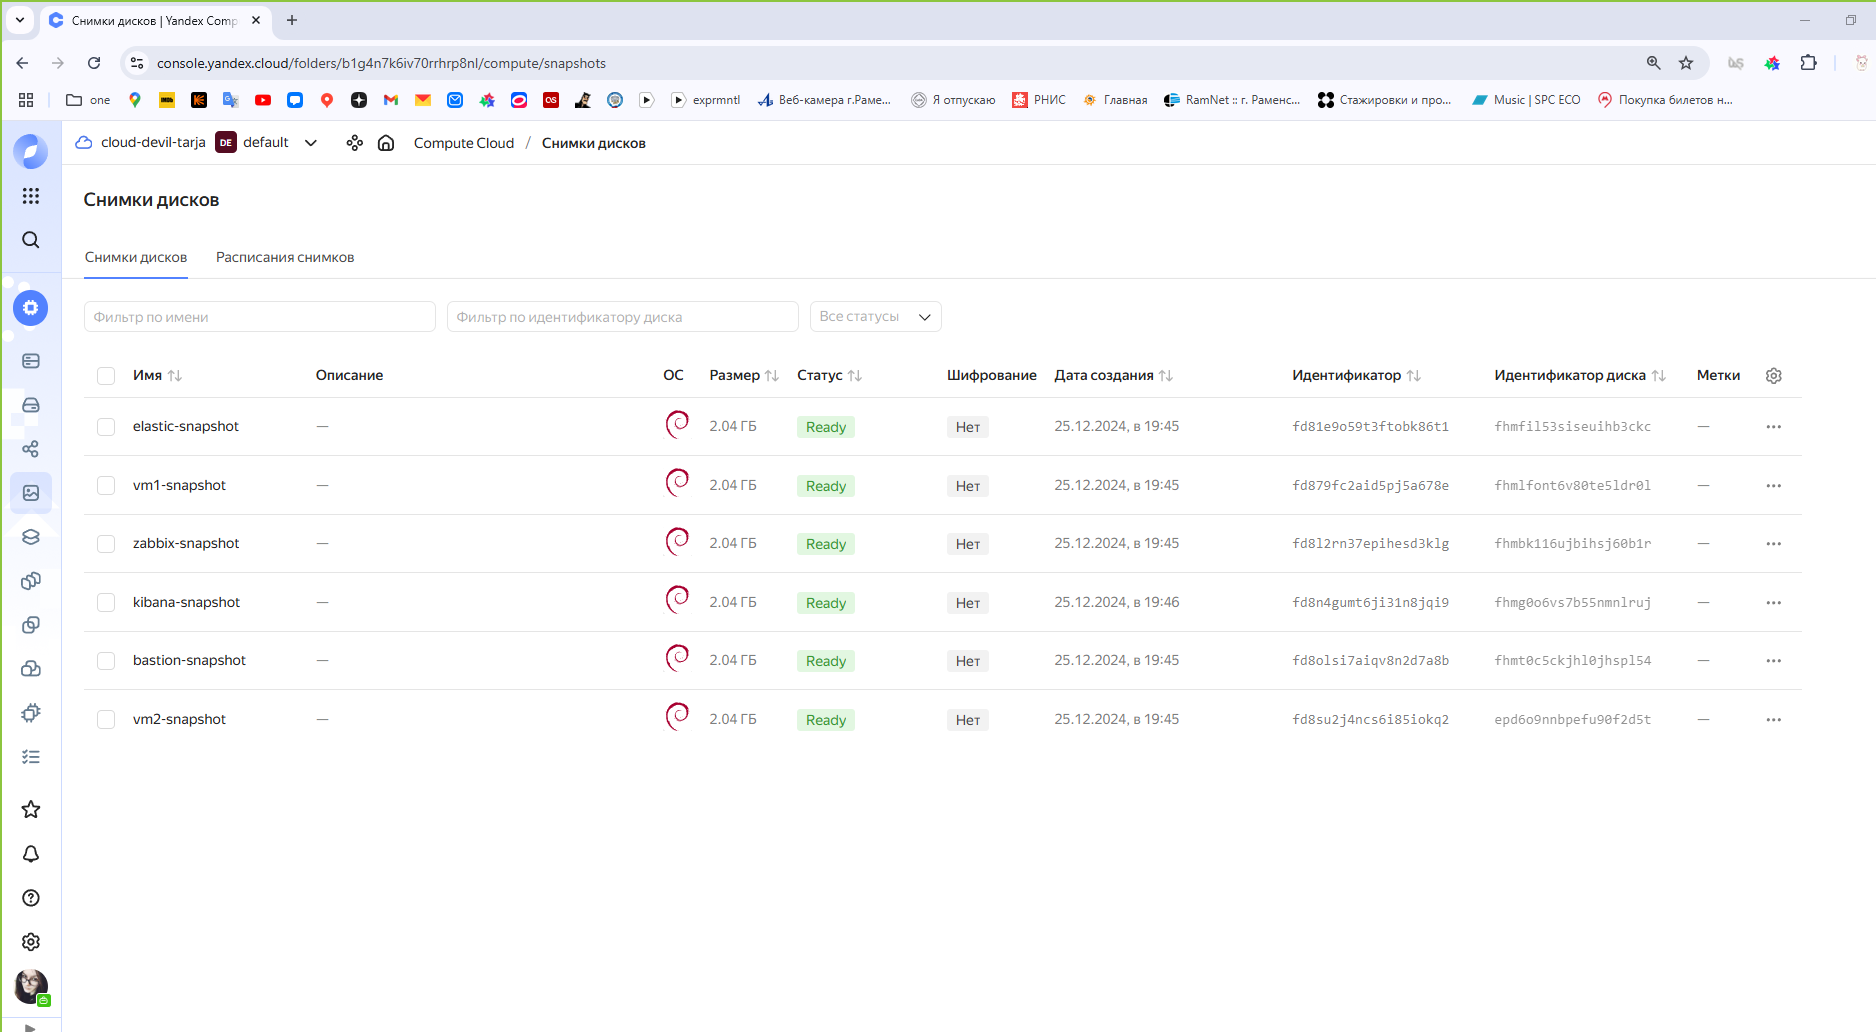 Снимки дисков | Yandex Comp
console.yandex.cloud/folders/b1g4n7k6iv70rrhrp8nl/compute/snapshots
one
exprmntl
Веб-камера г.Раме...
Я отпускаю
РНИС
Главная
RamNet :: г. Раменс...
Стажировки и про...
Music | SPC ECO
Покупка билетов н...
cloud-devil-tarja DE default Compute Cloud / Снимки дисков
Снимки дисков
Снимки дисков Расписания снимков
Фильтр по имени Фильтр по идентификатору диска Все статусы
Имя Описание ОС Размер Статус Шифрование Дата создания Идентификатор Идентификатор диска Метки
elastic-snapshot — 2.04 ГБ Ready Нет 25.12.2024, в 19:45 fd81e9o59t3ftobk86t1 fhmfil53siseuihb3ckc — ...
vm1-snapshot — 2.04 ГБ Ready Нет 25.12.2024, в 19:45 fd879fc2aid5pj5a678e fhmlfont6v80te5ldr0l — ...
zabbix-snapshot — 2.04 ГБ Ready Нет 25.12.2024, в 19:45 fd8l2rn37epihesd3klg fhmbk116ujbihsj60b1r — ...
kibana-snapshot — 2.04 ГБ Ready Нет 25.12.2024, в 19:46 fd8n4gumt6ji31n8jqi9 fhmg0o6vs7b55nmnlruj — ...
bastion-snapshot — 2.04 ГБ Ready Нет 25.12.2024, в 19:45 fd8olsi7aiqv8n2d7a8b fhmt0c5ckjhl0jhspl54 — ...
vm2-snapshot — 2.04 ГБ Ready Нет 25.12.2024, в 19:45 fd8su2j4ncs6i85iokq2 epd6o9nnbpefu90f2d5t — ...